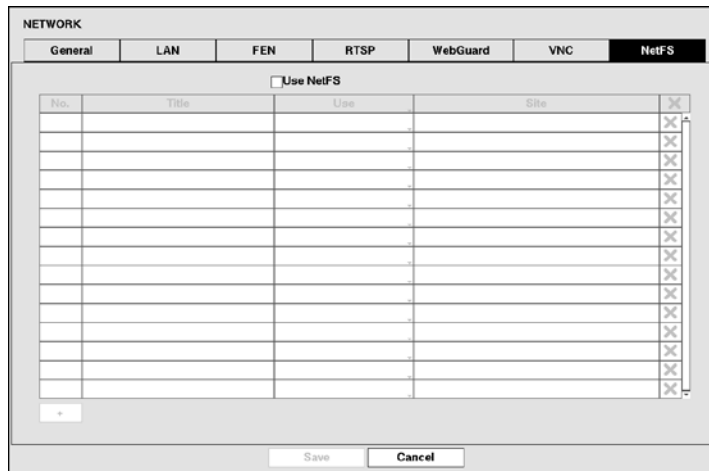 NETWORK
General LAN FEN RTSP WebGuard VNC NetFS
Use NetFS
No. Title Use Site
+
Save Cancel